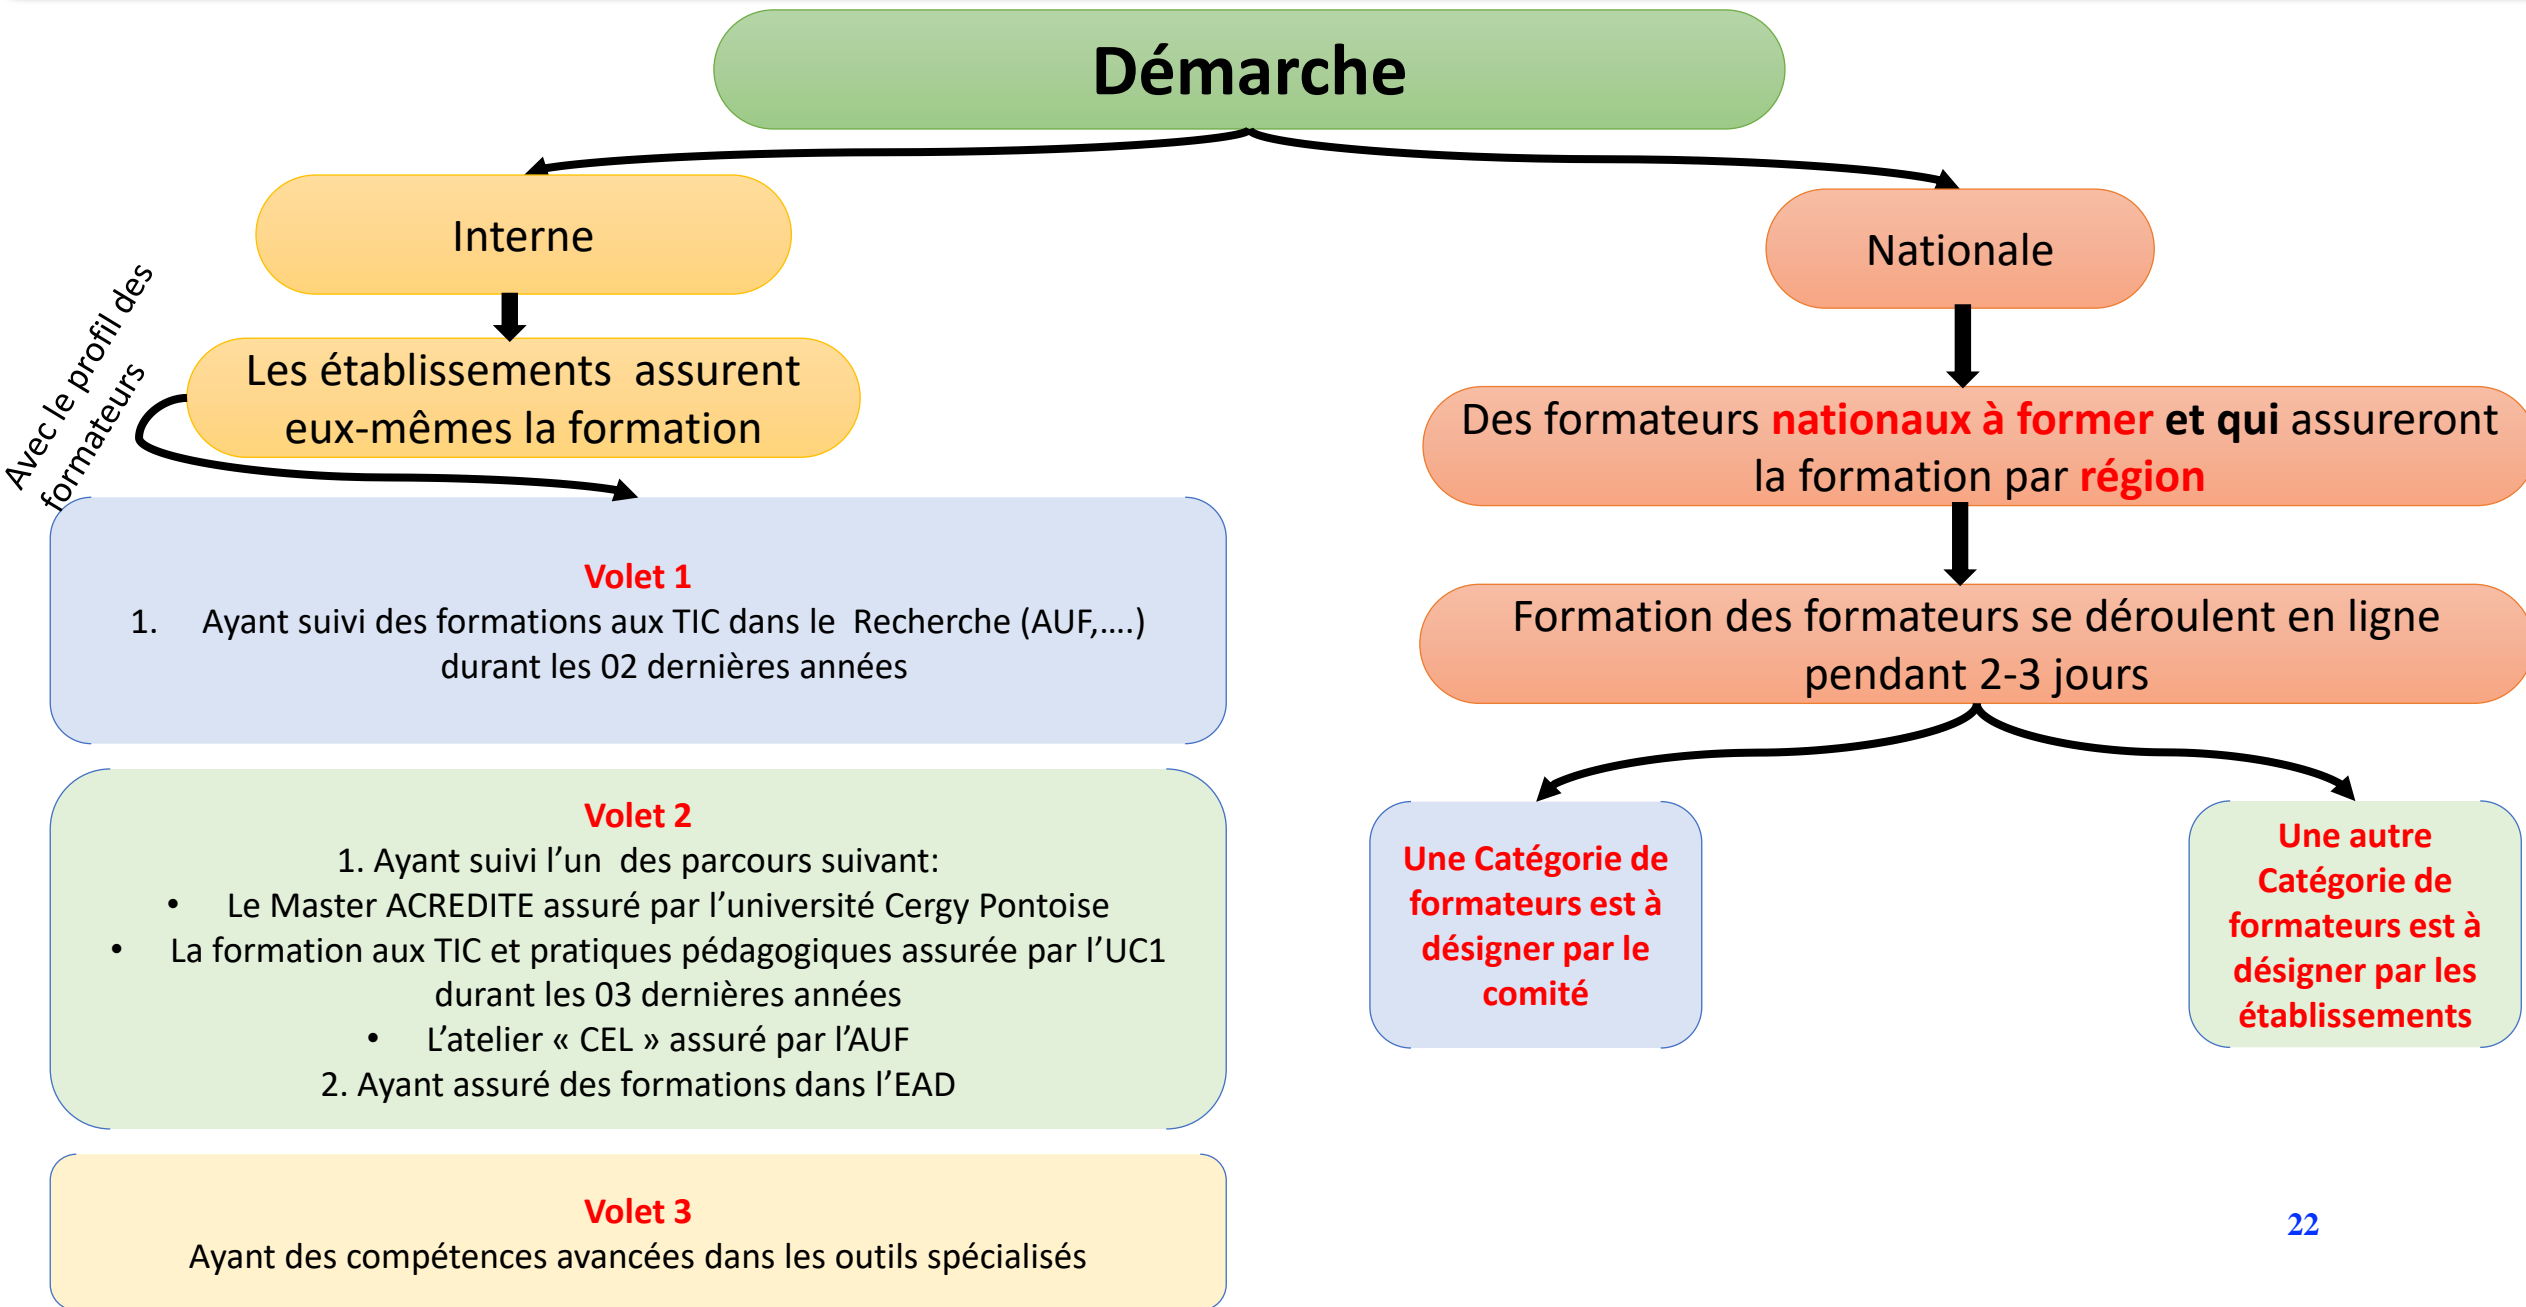 Démarche
Interne
Les établissements  assurent
eux-mêmes la formation
Avec le profil des
formateurs
Volet 1
1. Ayant suivi des formations aux TIC dans le  Recherche (AUF,....)
durant les 02 dernières années
Volet 2
1. Ayant suivi l’un  des parcours suivant:
• Le Master ACREDITE assuré par l’université Cergy Pontoise
• La formation aux TIC et pratiques pédagogiques assurée par l’UC1
durant les 03 dernières années
• L’atelier « CEL » assuré par l’AUF
2. Ayant assuré des formations dans l’EAD
Volet 3
Ayant des compétences avancées dans les outils spécialisés
Nationale
Des formateurs nationaux à former et qui assureront
la formation par région
Formation des formateurs se déroulent en ligne
pendant 2-3 jours
Une Catégorie de
formateurs est à
désigner par le
comité
Une autre
Catégorie de
formateurs est à
désigner par les
établissements
22